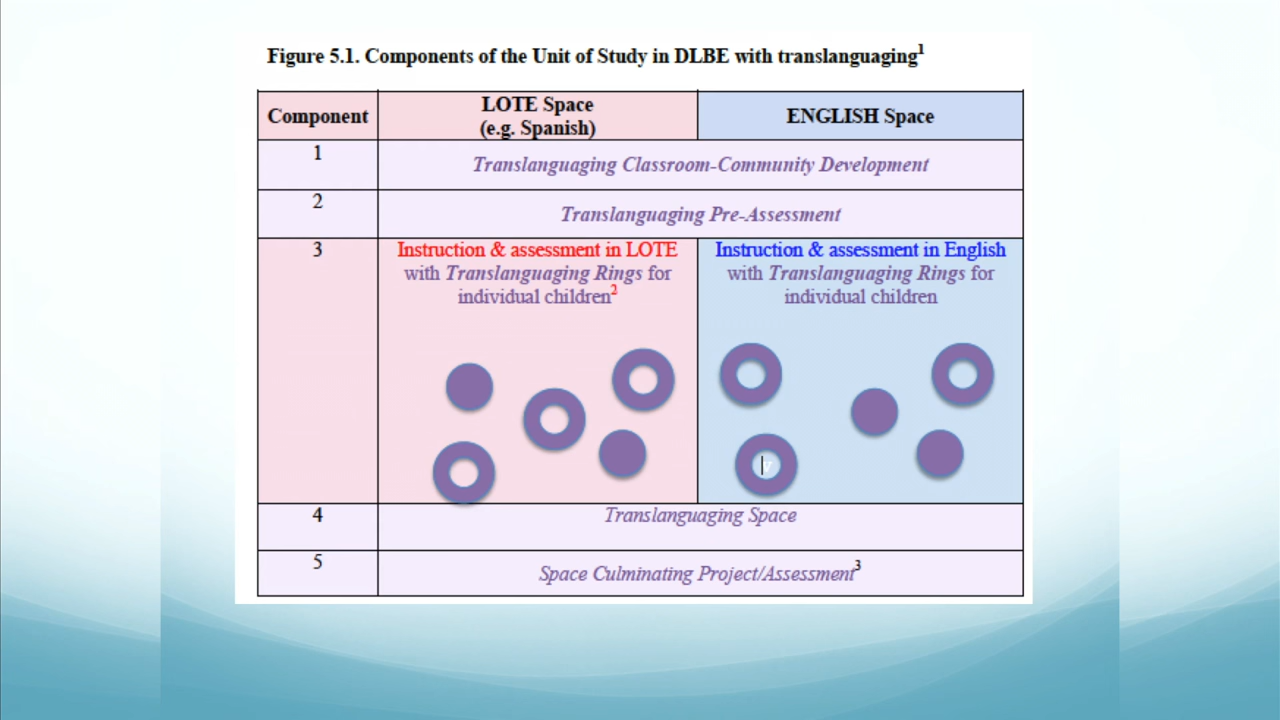 Figure 5.1. Components of the Unit of Study in DLBE with translanguaging1
Component
LOTE Space
(e.g. Spanish)
ENGLISH Space
1
Translanguaging Classroom-Community Development
2
Translanguaging Pre-Assessment
3
Instruction & assessment in LOTE
with Translanguaging Rings for
individual children2
Instruction & assessment in English
with Translanguaging Rings for
individual children
4
Translanguaging Space
5
Space Culminating Project/Assessment3